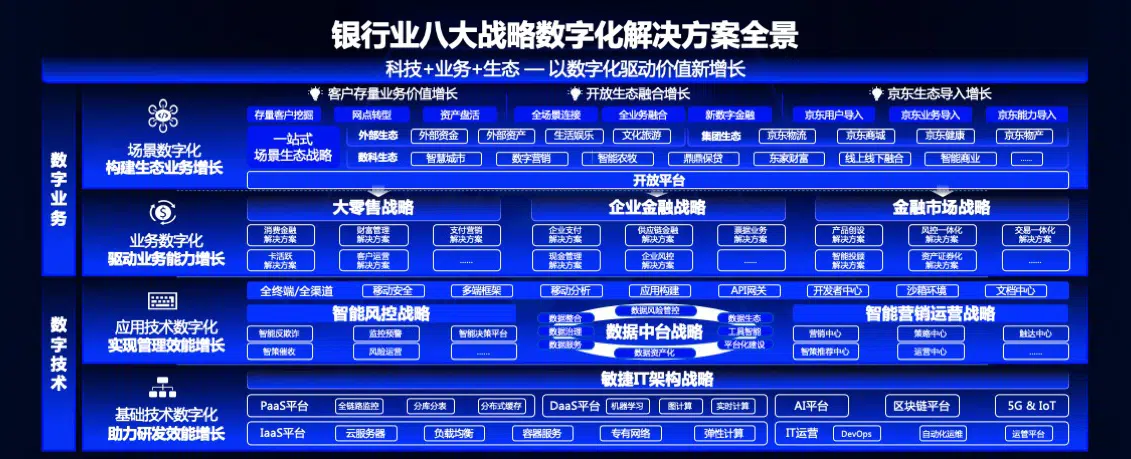 银行业八大战略数字化解决方案全景
科技+业务+生态 — 以数字化驱动价值新增长
数字业务
场景数字化
构建生态业务增长
客户存量业务价值增长 开放生态融合增长 京东生态导入增长
存量客户挖掘 网点转型 资产盘活 全场景连接 全业务融合 新数字金融 京东用户导入 京东业务导入 京东能力导入
一站式
场景生态战略
外部生态 外部资金 外部资产 生活娱乐 文化旅游 集团生态 京东物流 京东商城 京东健康 京东物产
数科生态 智慧城市 数字营销 智能农牧 鼎鼎保贷 东家财富 线上线下融合 智能商业 ......
开放平台
业务数字化
驱动业务能力增长
大零售战略 企业金融战略 金融市场战略
消费金融解决方案 财富管理解决方案 支付营销解决方案 企业支付解决方案 供应链金融解决方案 票据业务解决方案 产品创设解决方案 风控一体化解决方案 交易一体化解决方案
卡活跃解决方案 客户运营解决方案 ...... 现金管理解决方案 企业风控解决方案 ...... 智能投顾解决方案 资产证券化解决方案 ......
数字技术
应用技术数字化
实现管理效能增长
全终端/全渠道 移动安全 多端框架 移动分析 应用构建 API网关 开发者中心 沙箱环境 文档中心
智能风控战略 数据中台战略 智能营销运营战略
智能反欺诈 监控预警 智能决策平台
智策催收 风险运营 ......
数据风险管控
数据整合 数据生态
数据治理 工具智能
数据服务 平台化建设
数据资产化
营销中心 策略中心 触达中心
智策推荐中心 运营中心 ......
基础技术数字化
助力研发效能增长
敏捷IT架构战略
PaaS平台 全链路监控 分库分表 分布式缓存 DaaS平台 机器学习 图计算 实时计算 AI平台 区块链平台 5G & IoT
IaaS平台 云服务器 负载均衡 容器服务 专有网络 弹性计算 IT运营 DevOps 自动化运维 运管平台